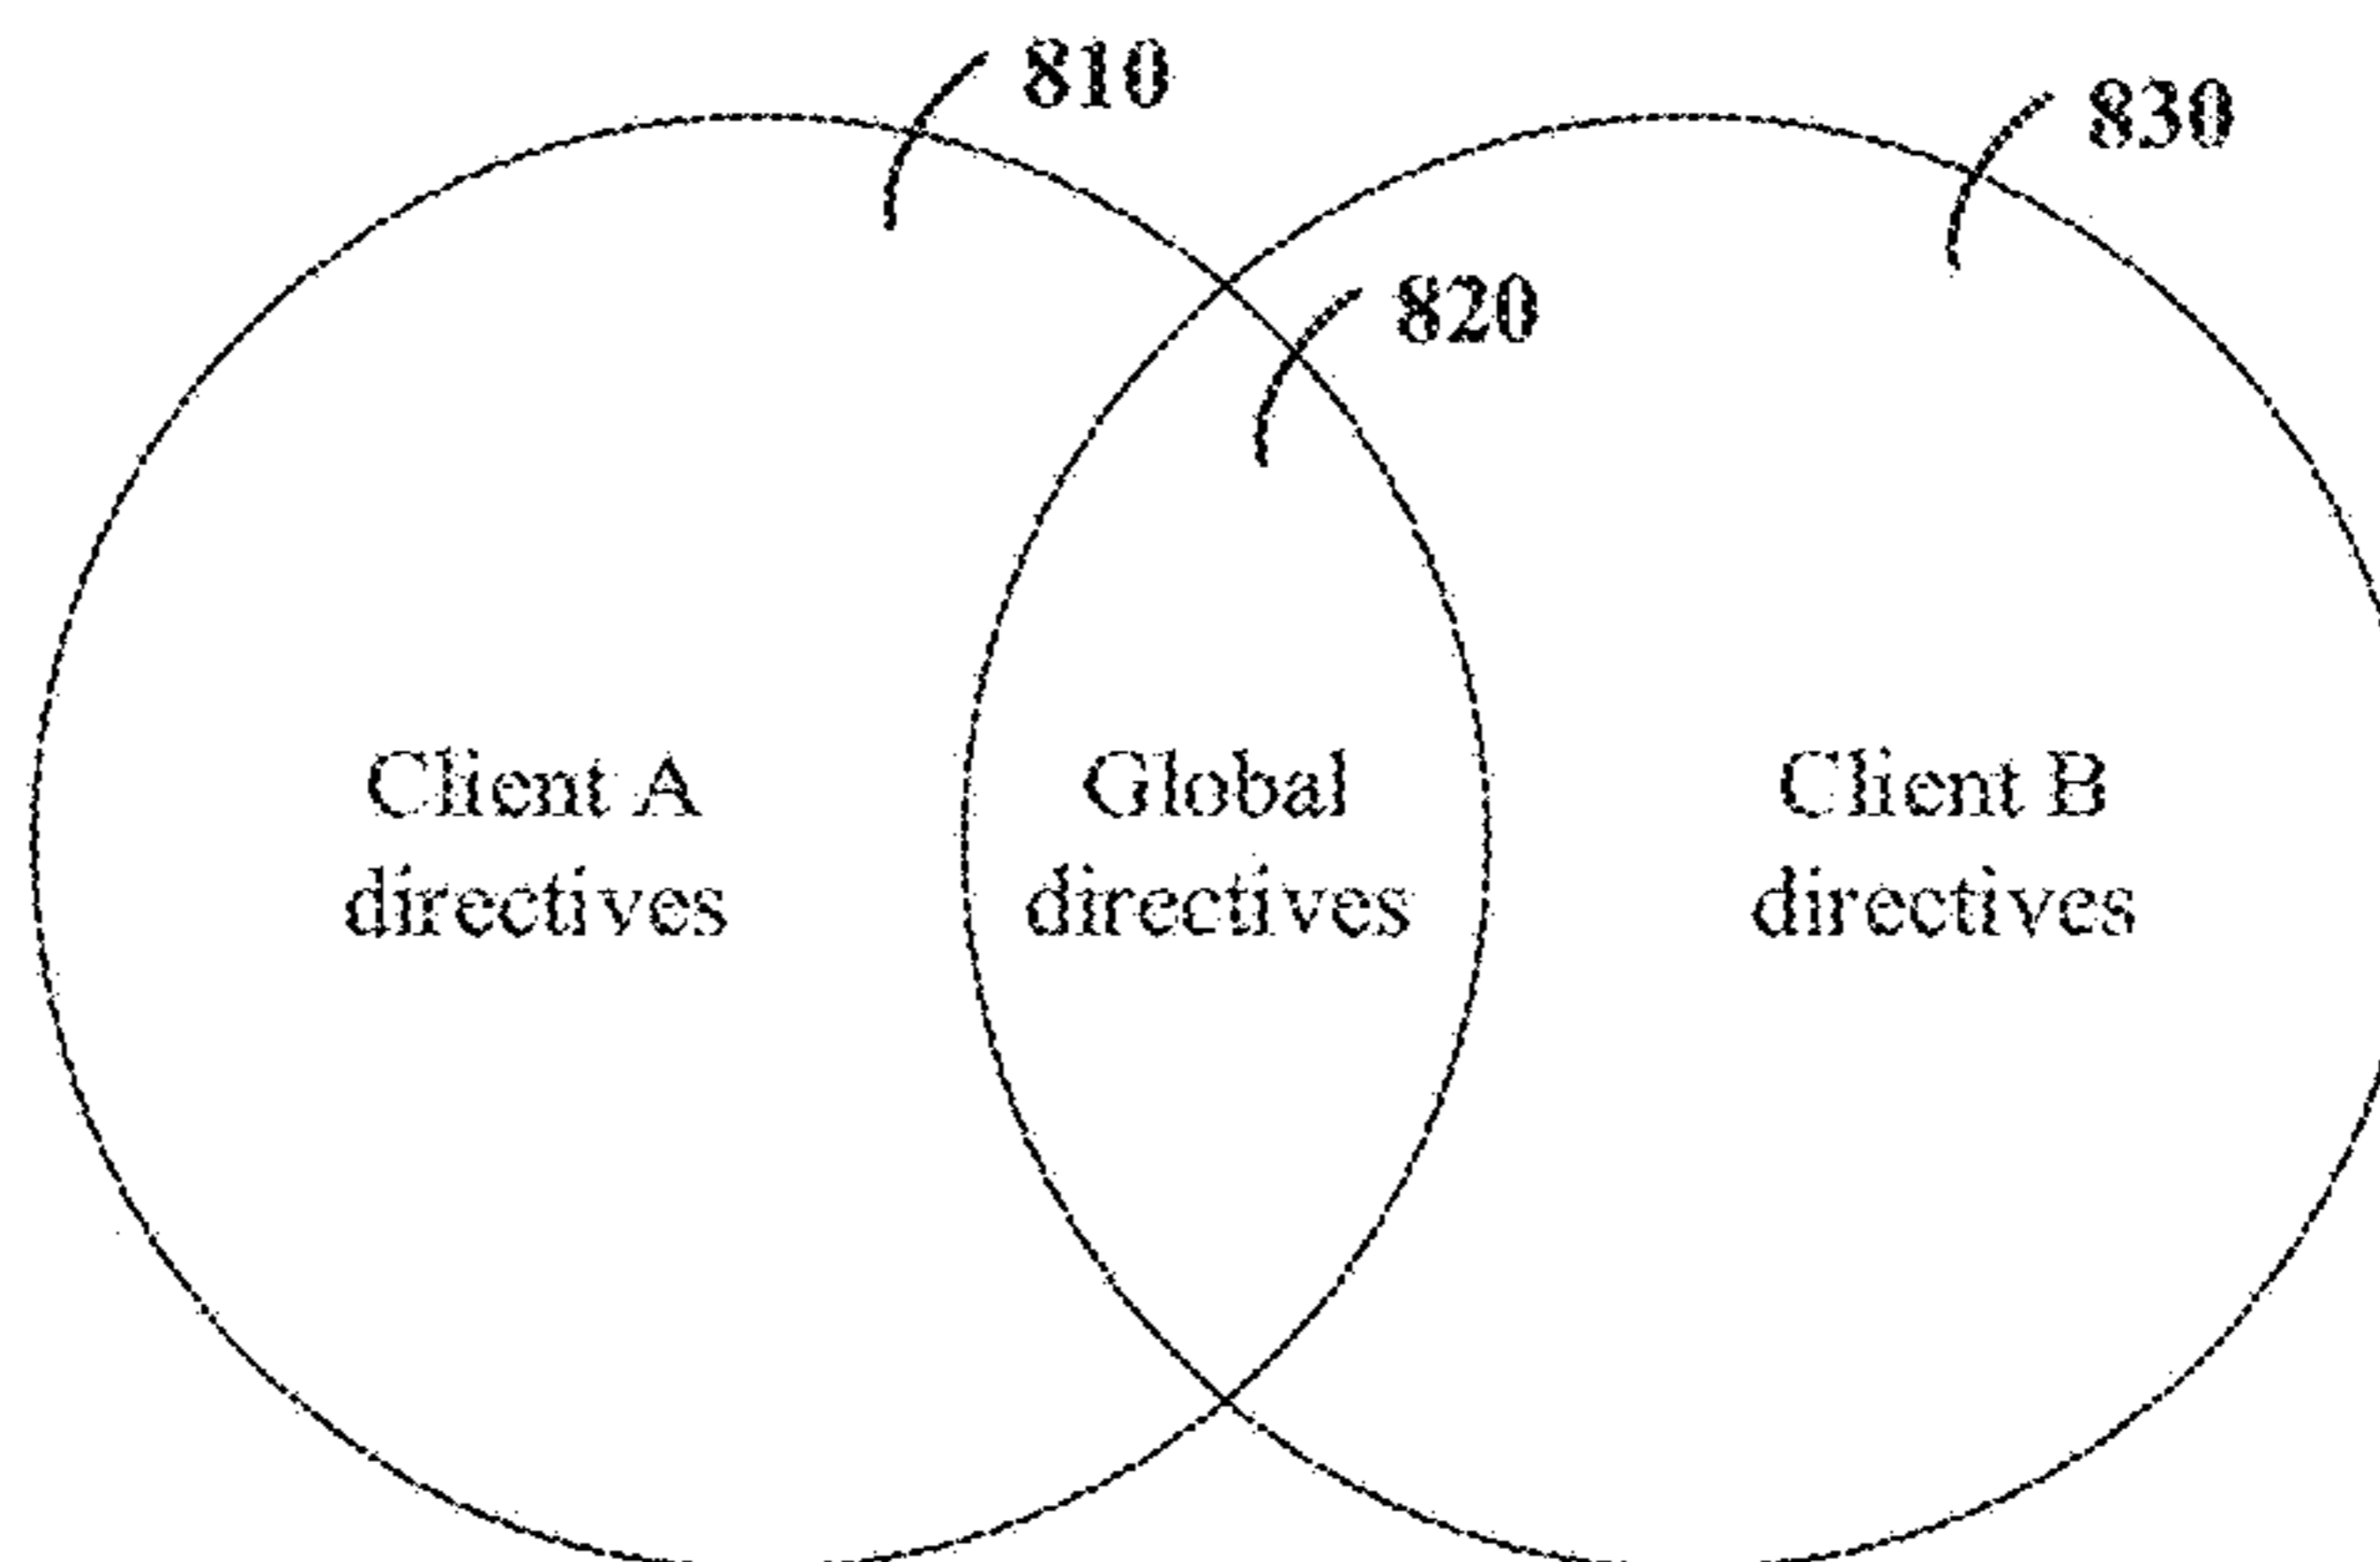 810
830
820
Client A
directives
Global
directives
Client B
directives